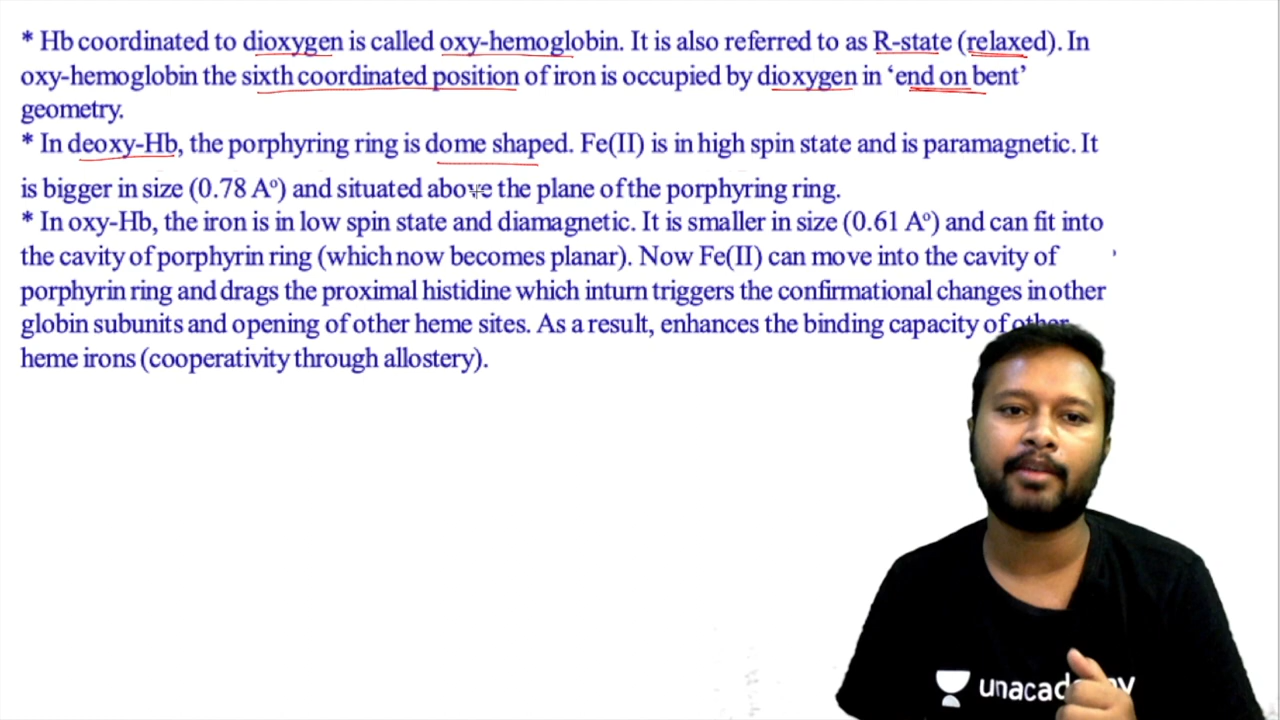 * Hb coordinated to dioxygen is called oxy-hemoglobin. It is also referred to as R-state (relaxed). In
oxy-hemoglobin the sixth coordinated position of iron is occupied by dioxygen in ‘end on bent’
geometry.
* In deoxy-Hb, the porphyring ring is dome shaped. Fe(II) is in high spin state and is paramagnetic. It
is bigger in size (0.78 Aº) and situated above the plane of the porphyring ring.
* In oxy-Hb, the iron is in low spin state and diamagnetic. It is smaller in size (0.61 Aº) and can fit into
the cavity of porphyrin ring (which now becomes planar). Now Fe(II) can move into the cavity of
porphyrin ring and drags the proximal histidine which inturn triggers the confirmational changes in other
globin subunits and opening of other heme sites. As a result, enhances the binding capacity of other
heme irons (cooperativity through allostery).
unacademy